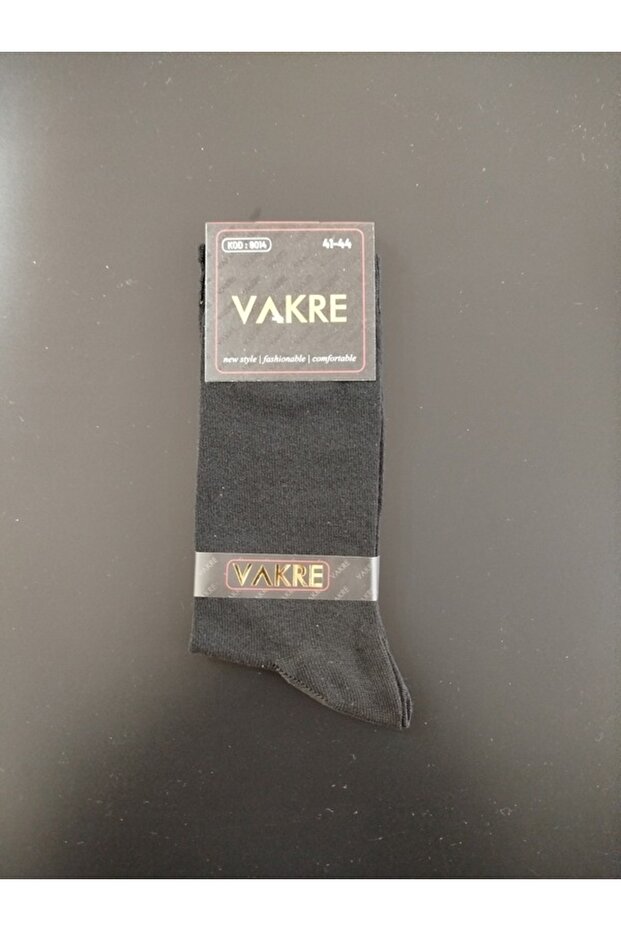 KOD : 8014
41-44
VAKRE
new style | fashionable | comfortable
VAKRE